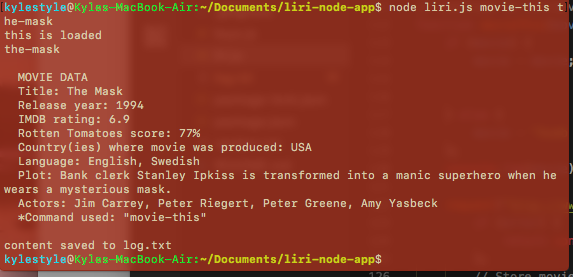 kylestyle@Kyles-MacBook-Air:~/Documents/liri-node-app$ node liri.js movie-this t
he-mask
this is loaded
the-mask

MOVIE DATA
Title: The Mask
Release year: 1994
IMDB rating: 6.9
Rotten Tomatoes score: 77%
Country(ies) where movie was produced: USA
Language: English, Swedish
Plot: Bank clerk Stanley Ipkiss is transformed into a manic superhero when he
wears a mysterious mask.
Actors: Jim Carrey, Peter Riegert, Peter Greene, Amy Yasbeck
*Command used: "movie-this"

content saved to log.txt
kylestyle@Kyles-MacBook-Air:~/Documents/liri-node-app$
126 // Store movie